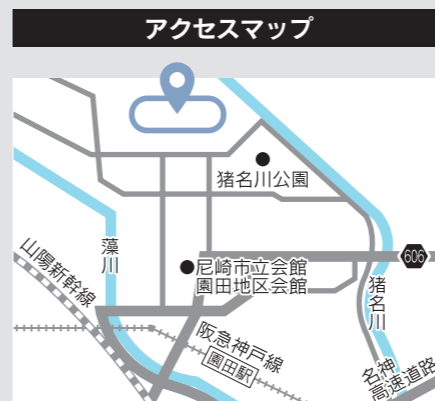 アクセスマップ
猪名川公園
藻川
尼崎市立会館
園田地区会館
606
山陽新幹線
猪名川
阪急神戸線
園田駅
名神
高速道路